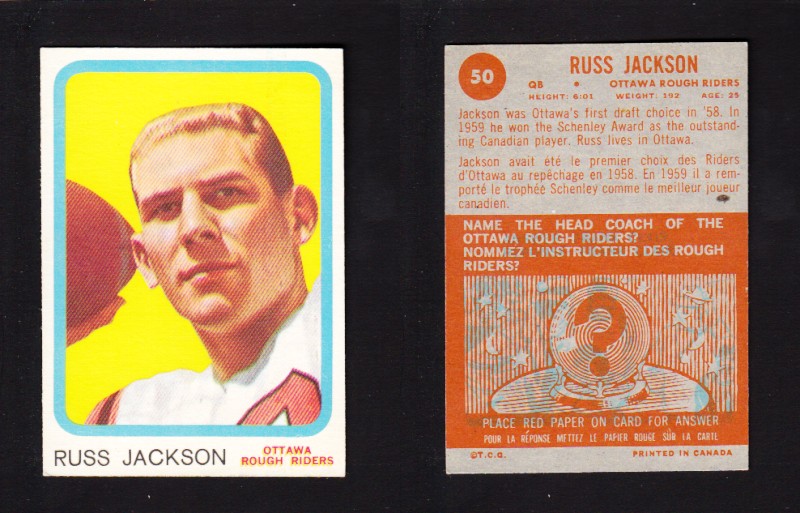 RUSS JACKSON
OTTAWA
ROUGH RIDERS
50
RUSS JACKSON
QB • OTTAWA ROUGH RIDERS
HEIGHT: 6:01 WEIGHT: 192 AGE: 25
Jackson was Ottawa's first draft choice in '58. In
1959 he won the Schenley Award as the outstand-
ing Canadian player. Russ lives in Ottawa.
Jackson avait été le premier choix des Riders
d'Ottawa au repéchage en 1958. En 1959 il a rem-
porté le trophée Schenley comme le meilleur joueur
canadien.
NAME THE HEAD COACH OF THE
OTTAWA ROUGH RIDERS?
NOMMEZ L'INSTRUCTEUR DES ROUGH
RIDERS?
?
PLACE RED PAPER ON CARD FOR ANSWER
POUR LA RÉPONSE METTEZ LE PAPIER ROUGE SUR LA CARTE
©T.C.G. PRINTED IN CANADA